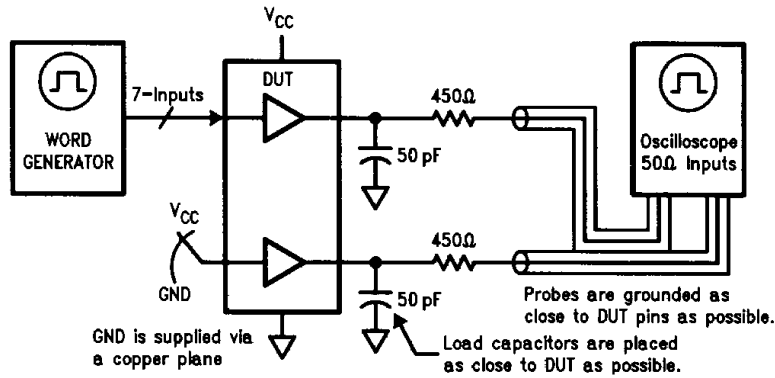 VCC
DUT
7-Inputs
WORD
GENERATOR
450Ω
50 pF
Oscilloscope
50Ω Inputs
VCC
GND
450Ω
50 pF
Probes are grounded as
close to DUT pins as possible.
GND is supplied via
a copper plane
Load capacitors are placed
as close to DUT as possible.